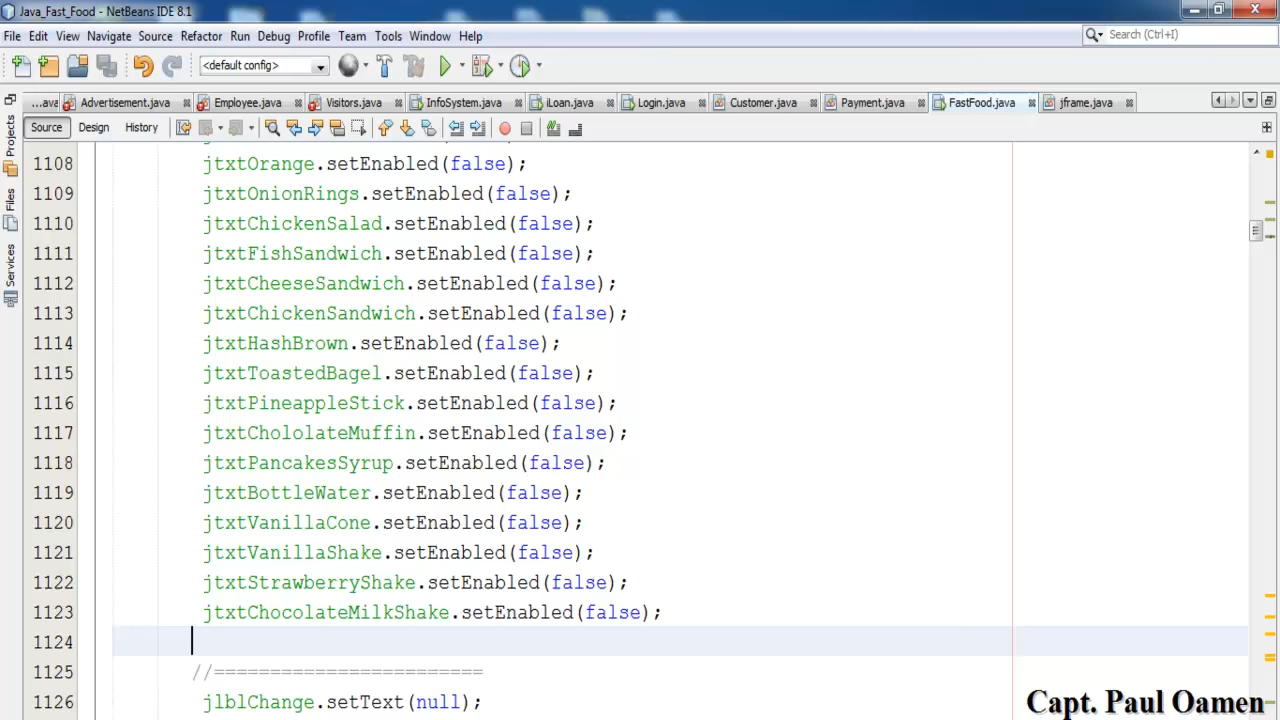 Java_Fast_Food - NetBeans IDE 8.1
File Edit View Navigate Source Refactor Run Debug Profile Team Tools Window Help
Search (Ctrl+I)
<default config>
...ava Advertisement.java Employee.java Visitors.java InfoSystem.java iLoan.java Login.java Customer.java Payment.java FastFood.java jframe.java
Source Design History
Projects
Files
Services
1108 jtxtOrange.setEnabled(false);
1109 jtxtOnionRings.setEnabled(false);
1110 jtxtChickenSalad.setEnabled(false);
1111 jtxtFishSandwich.setEnabled(false);
1112 jtxtCheeseSandwich.setEnabled(false);
1113 jtxtChickenSandwich.setEnabled(false);
1114 jtxtHashBrown.setEnabled(false);
1115 jtxtToastedBagel.setEnabled(false);
1116 jtxtPineappleStick.setEnabled(false);
1117 jtxtChololateMuffin.setEnabled(false);
1118 jtxtPancakesSyrup.setEnabled(false);
1119 jtxtBottleWater.setEnabled(false);
1120 jtxtVanillaCone.setEnabled(false);
1121 jtxtVanillaShake.setEnabled(false);
1122 jtxtStrawberryShake.setEnabled(false);
1123 jtxtChocolateMilkShake.setEnabled(false);
1124
1125 //========================
1126 jlblChange.setText(null);
Capt. Paul Oamen